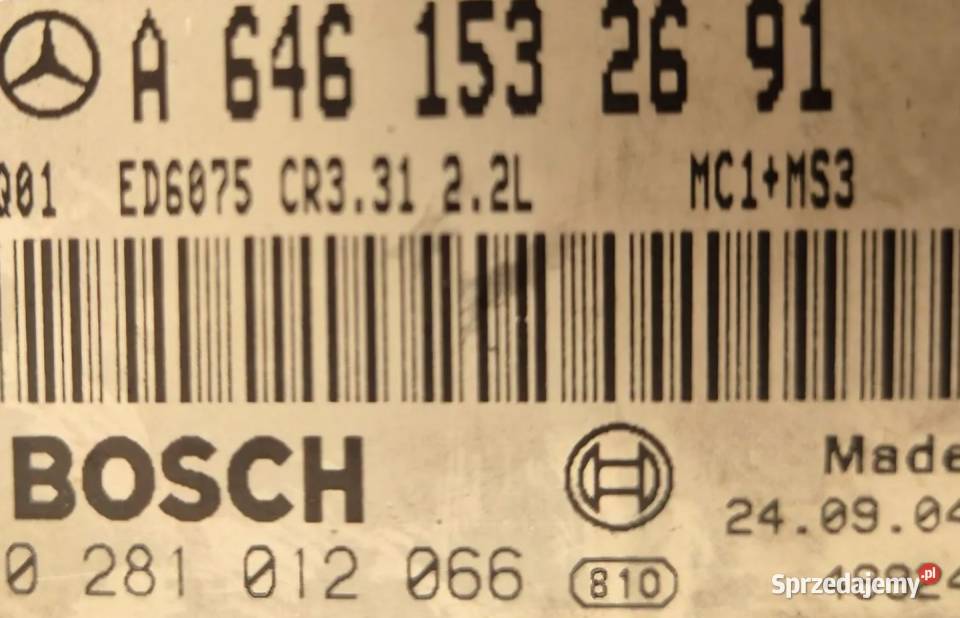 A 646 153 26 91
Q01 ED6075 CR3.31 2.2L MC1+MS3
BOSCH
Made
24.09.04
0 281 012 066
810
Sprzedajemy.pl